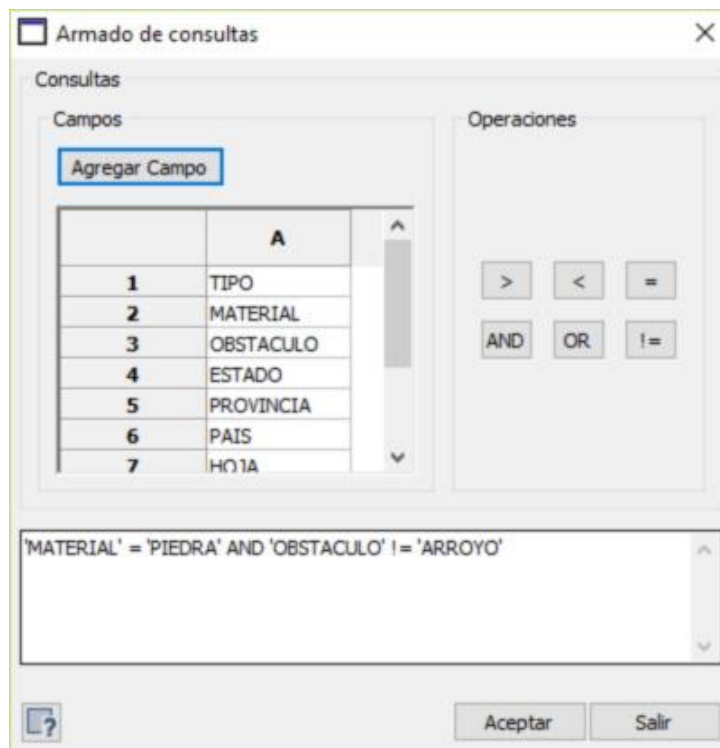 Armado de consultas
Consultas
Campos
Agregar Campo
A
1 TIPO
2 MATERIAL
3 OBSTACULO
4 ESTADO
5 PROVINCIA
6 PAIS
7 HOJA
Operaciones
> < =
AND OR !=
'MATERIAL' = 'PIEDRA' AND 'OBSTACULO' != 'ARROYO'
?
Aceptar Salir